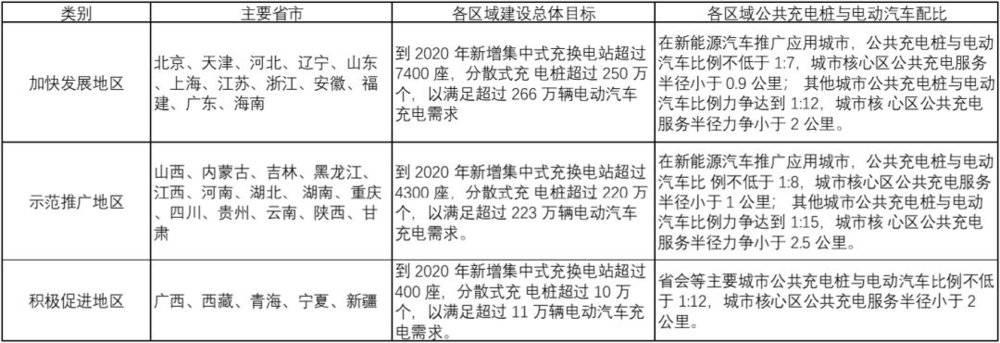 类别
主要省市
各区域建设总体目标
各区域公共充电桩与电动汽车配比
加快发展地区
北京、天津、河北、辽宁、山东
、上海、江苏、浙江、安徽、福
建、广东、海南
到 2020 年新增集中式充换电站超过
7400 座，分散式充 电桩超过 250 万
个，以满足超过 266 万辆电动汽车
充电需求
在新能源汽车推广应用城市，公共充电桩与电动
汽车比例不低于 1:7，城市核心区公共充电服务
半径小于 0.9 公里； 其他城市公共充电桩与电动
汽车比例力争达到 1:12，城市核 心区公共充电
服务半径力争小于 2 公里。
示范推广地区
山西、内蒙古、吉林、黑龙江、
江西、河南、湖北、 湖南、重庆
、四川、贵州、云南、陕西、甘
肃
到 2020 年新增集中式充换电站超过
4300 座，分散式充 电桩超过 220 万
个，以满足超过 223 万辆电动汽车
充电需求。
在新能源汽车推广应用城市，公共充电桩与电动
汽车比 例不低于 1:8，城市核心区公共充电服务
半径小于 1 公里； 其他城市公共充电桩与电动
汽车比例力争达到 1:15，城市核 心区公共充电
服务半径力争小于 2.5 公里。
积极促进地区
广西、西藏、青海、宁夏、新疆
到 2020 年新增集中式充换电站超过
400 座，分散式充 电桩超过 10 万
个，以满足超过 11 万辆电动汽车充
电需求。
省会等主要城市公共充电桩与电动汽车比例不低
于 1:12，城市核心区公共充电服务半径小于 2
公里。